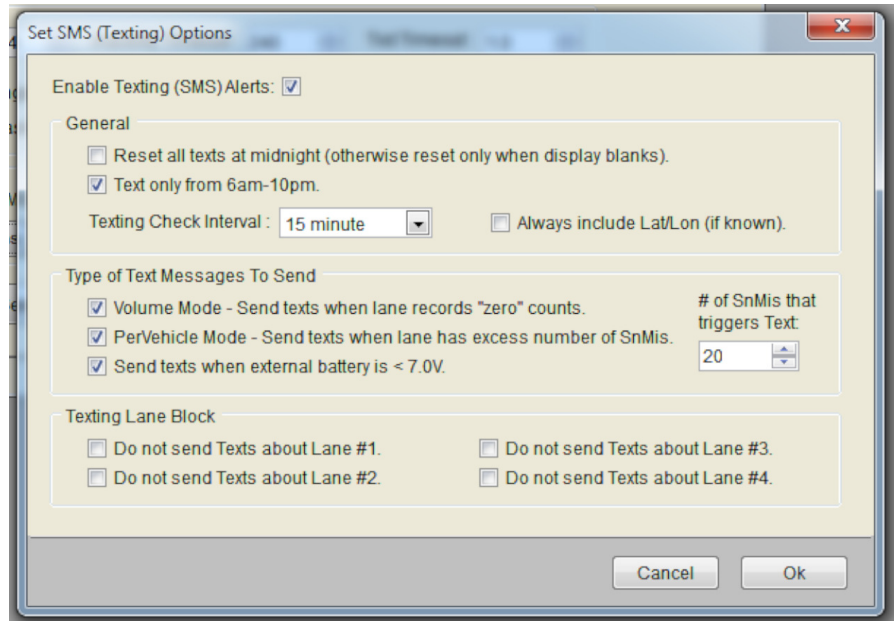 Set SMS (Texting) Options
Enable Texting (SMS) Alerts:
General
Reset all texts at midnight (otherwise reset only when display blanks).
Text only from 6am-10pm.
Texting Check Interval : 15 minute
Always include Lat/Lon (if known).
Type of Text Messages To Send
Volume Mode - Send texts when lane records "zero" counts.
PerVehicle Mode - Send texts when lane has excess number of SnMis.
Send texts when external battery is < 7.0V.
# of SnMis that
triggers Text:
20
Texting Lane Block
Do not send Texts about Lane #1.
Do not send Texts about Lane #3.
Do not send Texts about Lane #2.
Do not send Texts about Lane #4.
Cancel
Ok